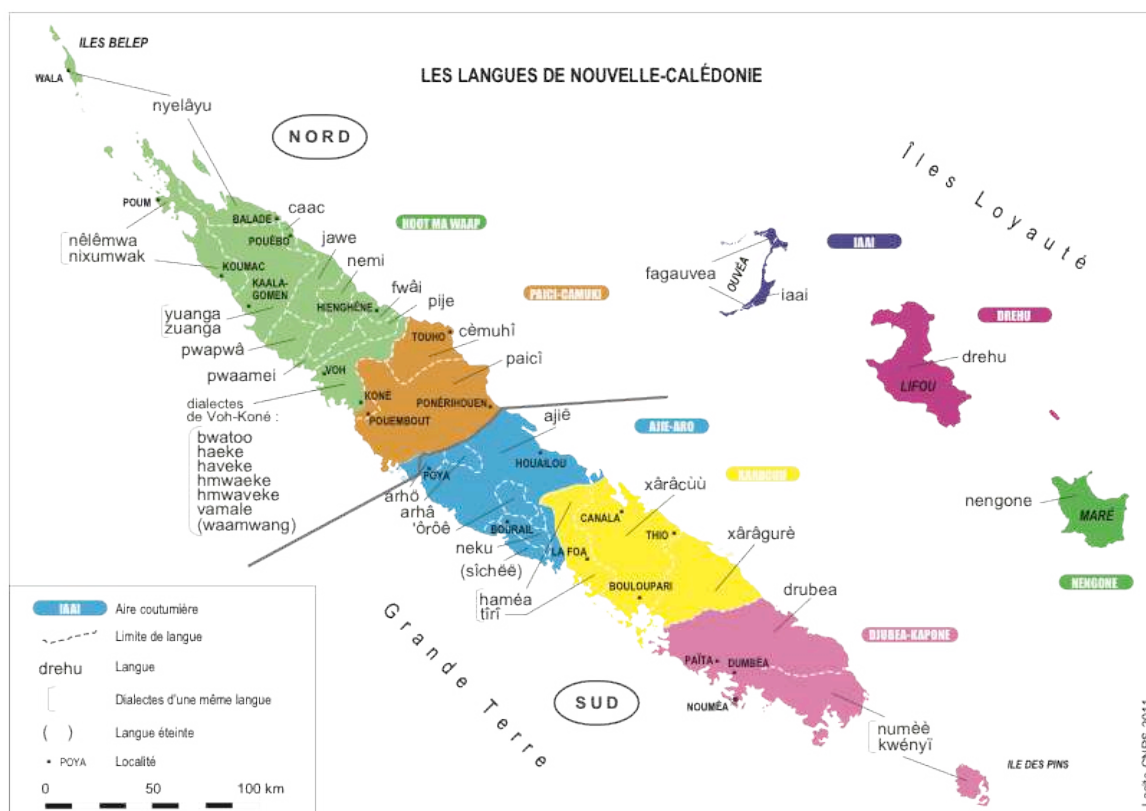 LES LANGUES DE NOUVELLE-CALÉDONIE
ILES BELEP
WALA
nyelâyu
NORD
POUM
BALADE
caac
HOOT MA WAAP
POUÉBO
jawe
nêlêmwa
nixumwak
KOUMAC
nemi
KAALA-
GOMEN
fwâi
HIENGHÈNE
pije
yuanga
zuanga
pwapwâ
pwaamei
VOH
PAICI-CAMUKI
TOUHO
cèmuhî
paicî
KONÉ
PONÉRIHOUEN
POUEMBOUT
dialectes
de Voh-Koné :
bwatoo
haeke
haveke
hmwaeke
hmwaveke
vamale
(waamwang)
Îles Loyauté
IAAI
fagauvea
OUVÉA
iaai
DREHU
drehu
LIFOU
nengone
MARÉ
NENGONE
ajië
AJIE-ARO
HOUAILOU
POYA
arhö
arhâ
'ôrôê
BOURAIL
neku
(sîchëë)
xârâcùù
CANALA
THIO
LA FOA
xârâgurè
BOULOUPARI
haméa
tîrî
Grande Terre
drubea
DJUBEA-KAPONE
PAÏTA
DUMBÉA
NOUMÉA
SUD
numèè
kwényï
ILE DES PINS
IAAI Aire coutumière
Limite de langue
drehu Langue
Dialectes d'une même langue
( ) Langue éteinte
POYA Localité
0 50 100 km